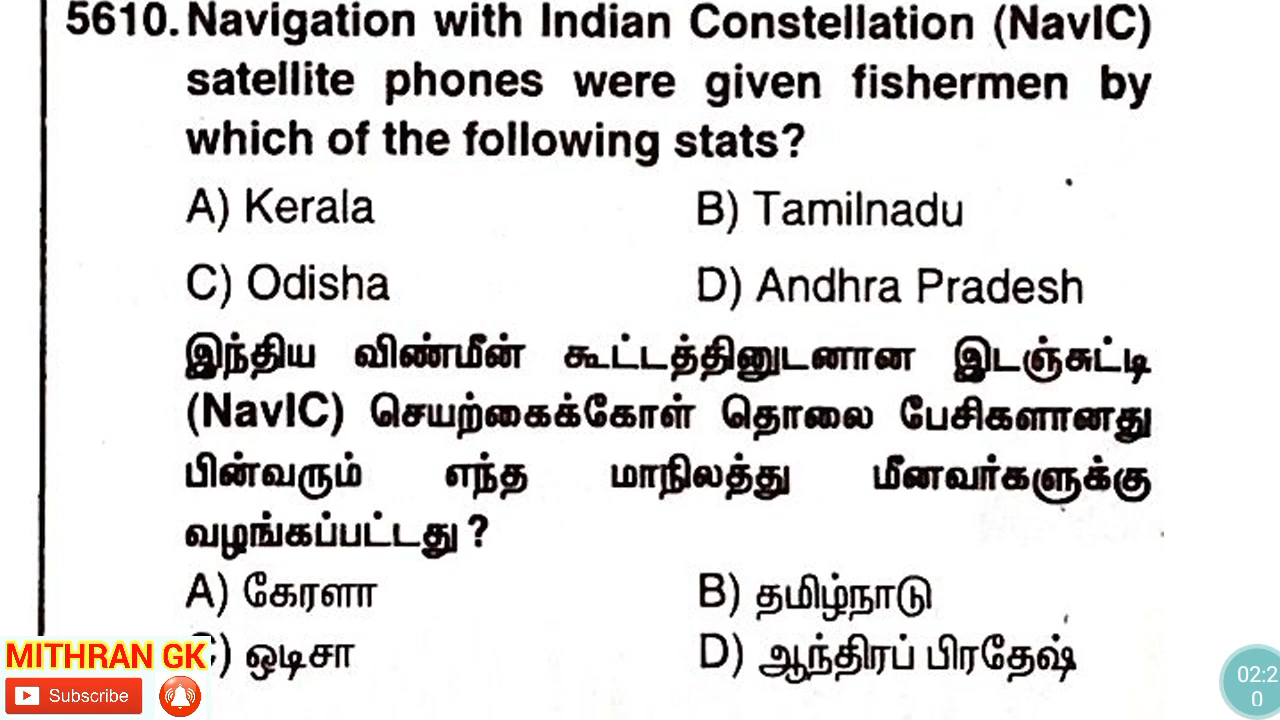 5610. Navigation with Indian Constellation (NavIC)
satellite phones were given fishermen by
which of the following stats?
A) Kerala B) Tamilnadu
C) Odisha D) Andhra Pradesh
இந்திய விண்மீன் கூட்டத்தினுடனான இடஞ்சுட்டி
(NavIC) செயற்கைக்கோள் தொலை பேசிகளானது
பின்வரும் எந்த மாநிலத்து மீனவர்களுக்கு
வழங்கப்பட்டது ?
A) கேரளா B) தமிழ்நாடு
) ஒடிசா D) ஆந்திரப் பிரதேஷ்
MITHRAN GK
Subscribe
02:2
0